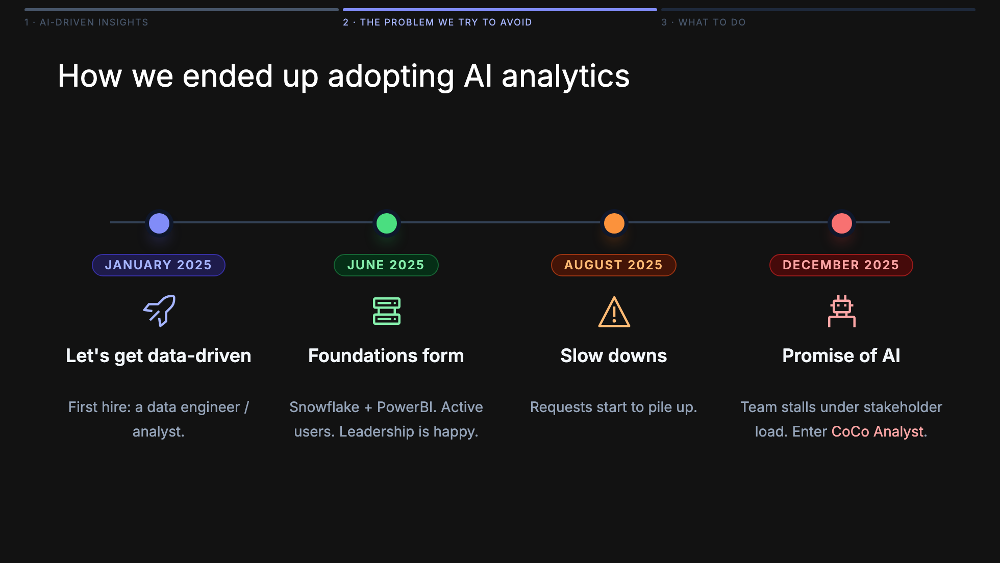 1 · AI-DRIVEN INSIGHTS
2 · THE PROBLEM WE TRY TO AVOID
3 · WHAT TO DO
How we ended up adopting AI analytics
JANUARY 2025
Let's get data-driven
First hire: a data engineer /
analyst.
JUNE 2025
Foundations form
Snowflake + PowerBI. Active
users. Leadership is happy.
AUGUST 2025
Slow downs
Requests start to pile up.
DECEMBER 2025
Promise of AI
Team stalls under stakeholder
load. Enter CoCo Analyst.